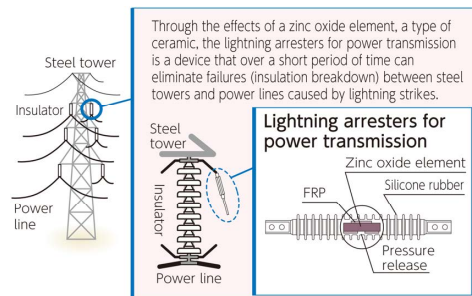 Through the effects of a zinc oxide element, a type of
ceramic, the lightning arresters for power transmission
is a device that over a short period of time can
eliminate failures (insulation breakdown) between steel
towers and power lines caused by lightning strikes.
Steel tower
Insulator
Power
line
Steel
tower
Insulator
Power line
Lightning arresters for
power transmission
Zinc oxide element
FRP
Silicone rubber
Pressure
release